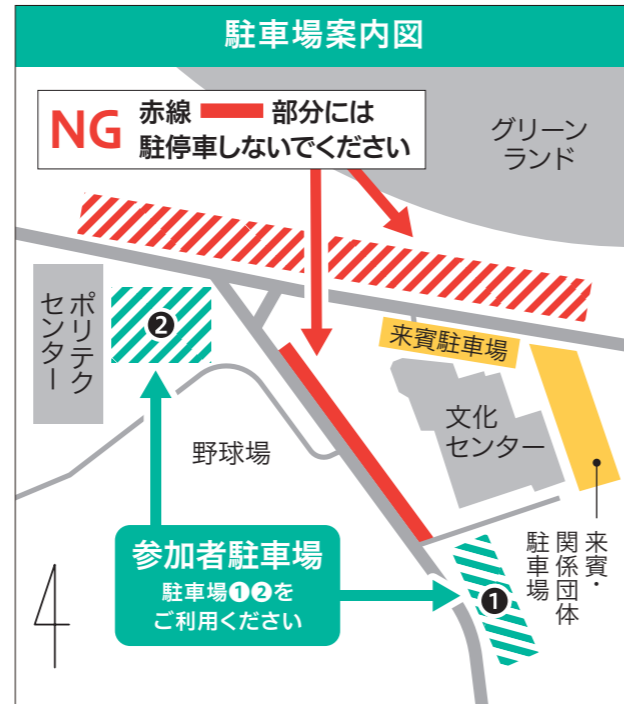 駐車場案内図
NG 赤線 部分には
駐停車しないでください
グリーン
ランド
ポリテク
センター
❷
来賓駐車場
文化
センター
野球場
参加者駐車場
駐車場❶❷を
ご利用ください
❶
来賓・
関係団体
駐車場